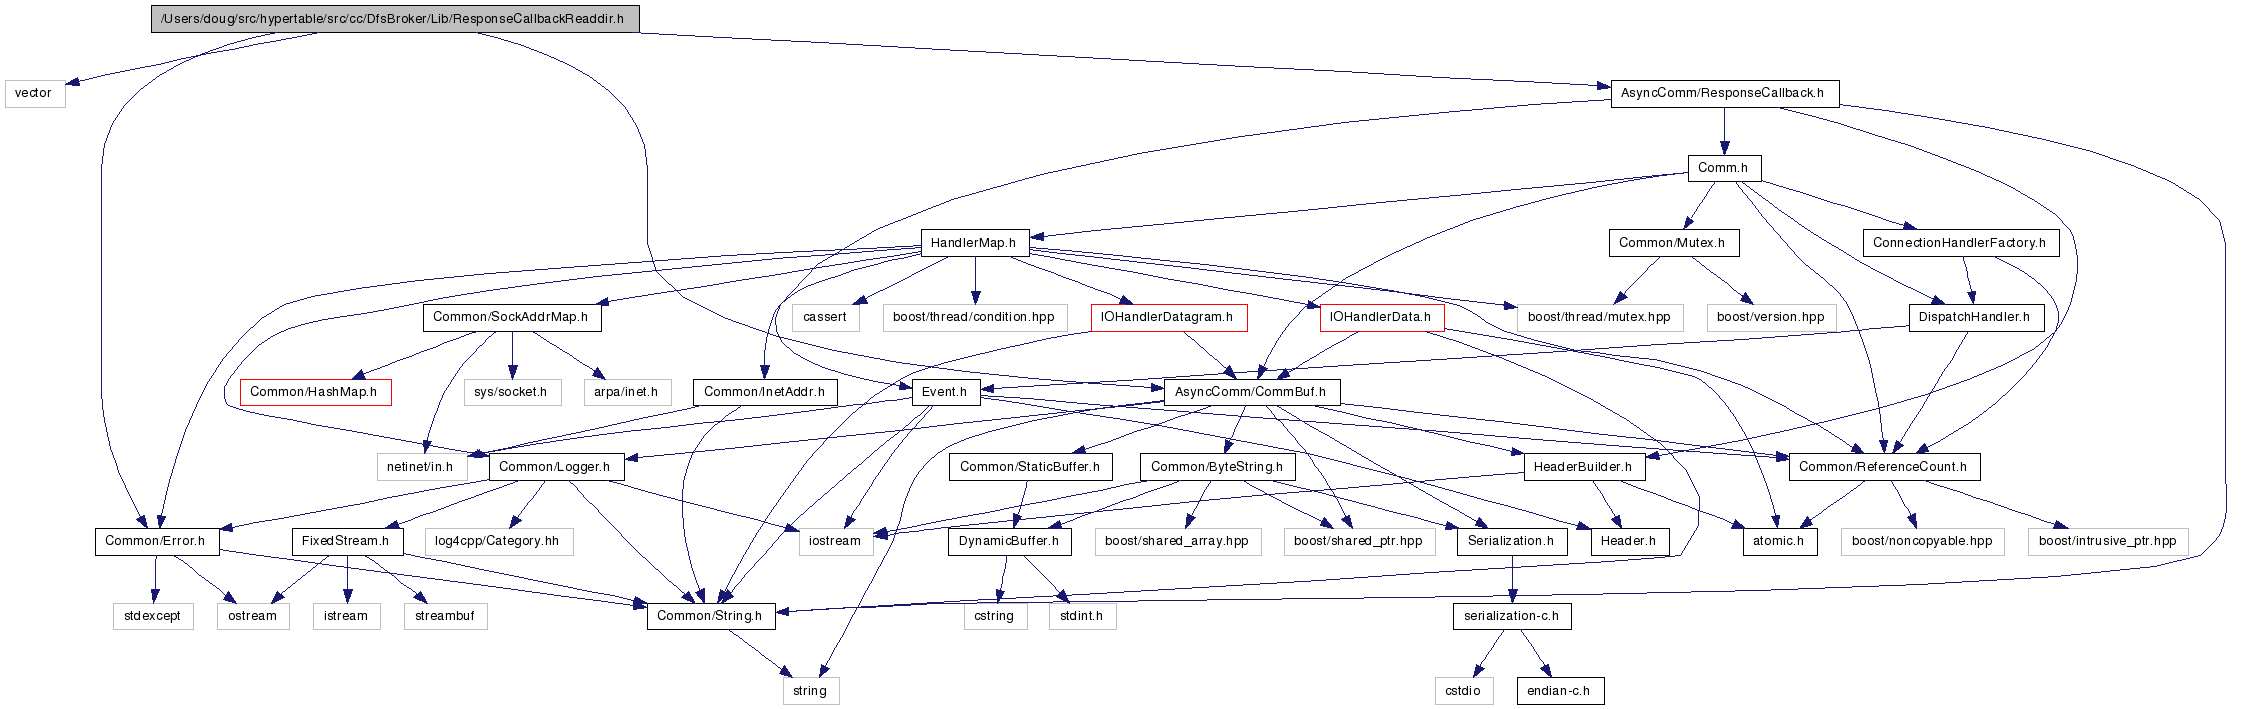 /Users/doug/src/hypertable/src/cc/DfsBroker/Lib/ResponseCallbackReaddir.h
vector
AsyncComm/ResponseCallback.h
Comm.h
HandlerMap.h
Common/Mutex.h
ConnectionHandlerFactory.h
Common/SockAddrMap.h
cassert
boost/thread/condition.hpp
IOHandlerDatagram.h
IOHandlerData.h
boost/thread/mutex.hpp
boost/version.hpp
DispatchHandler.h
Common/HashMap.h
sys/socket.h
arpa/inet.h
Common/InetAddr.h
Event.h
AsyncComm/CommBuf.h
netinet/in.h
Common/Logger.h
Common/StaticBuffer.h
Common/ByteString.h
HeaderBuilder.h
Common/ReferenceCount.h
Common/Error.h
FixedStream.h
log4cpp/Category.hh
iostream
DynamicBuffer.h
boost/shared_array.hpp
boost/shared_ptr.hpp
Serialization.h
Header.h
atomic.h
boost/noncopyable.hpp
boost/intrusive_ptr.hpp
stdexcept
ostream
istream
streambuf
Common/String.h
cstring
stdint.h
serialization-c.h
string
cstdio
endian-c.h